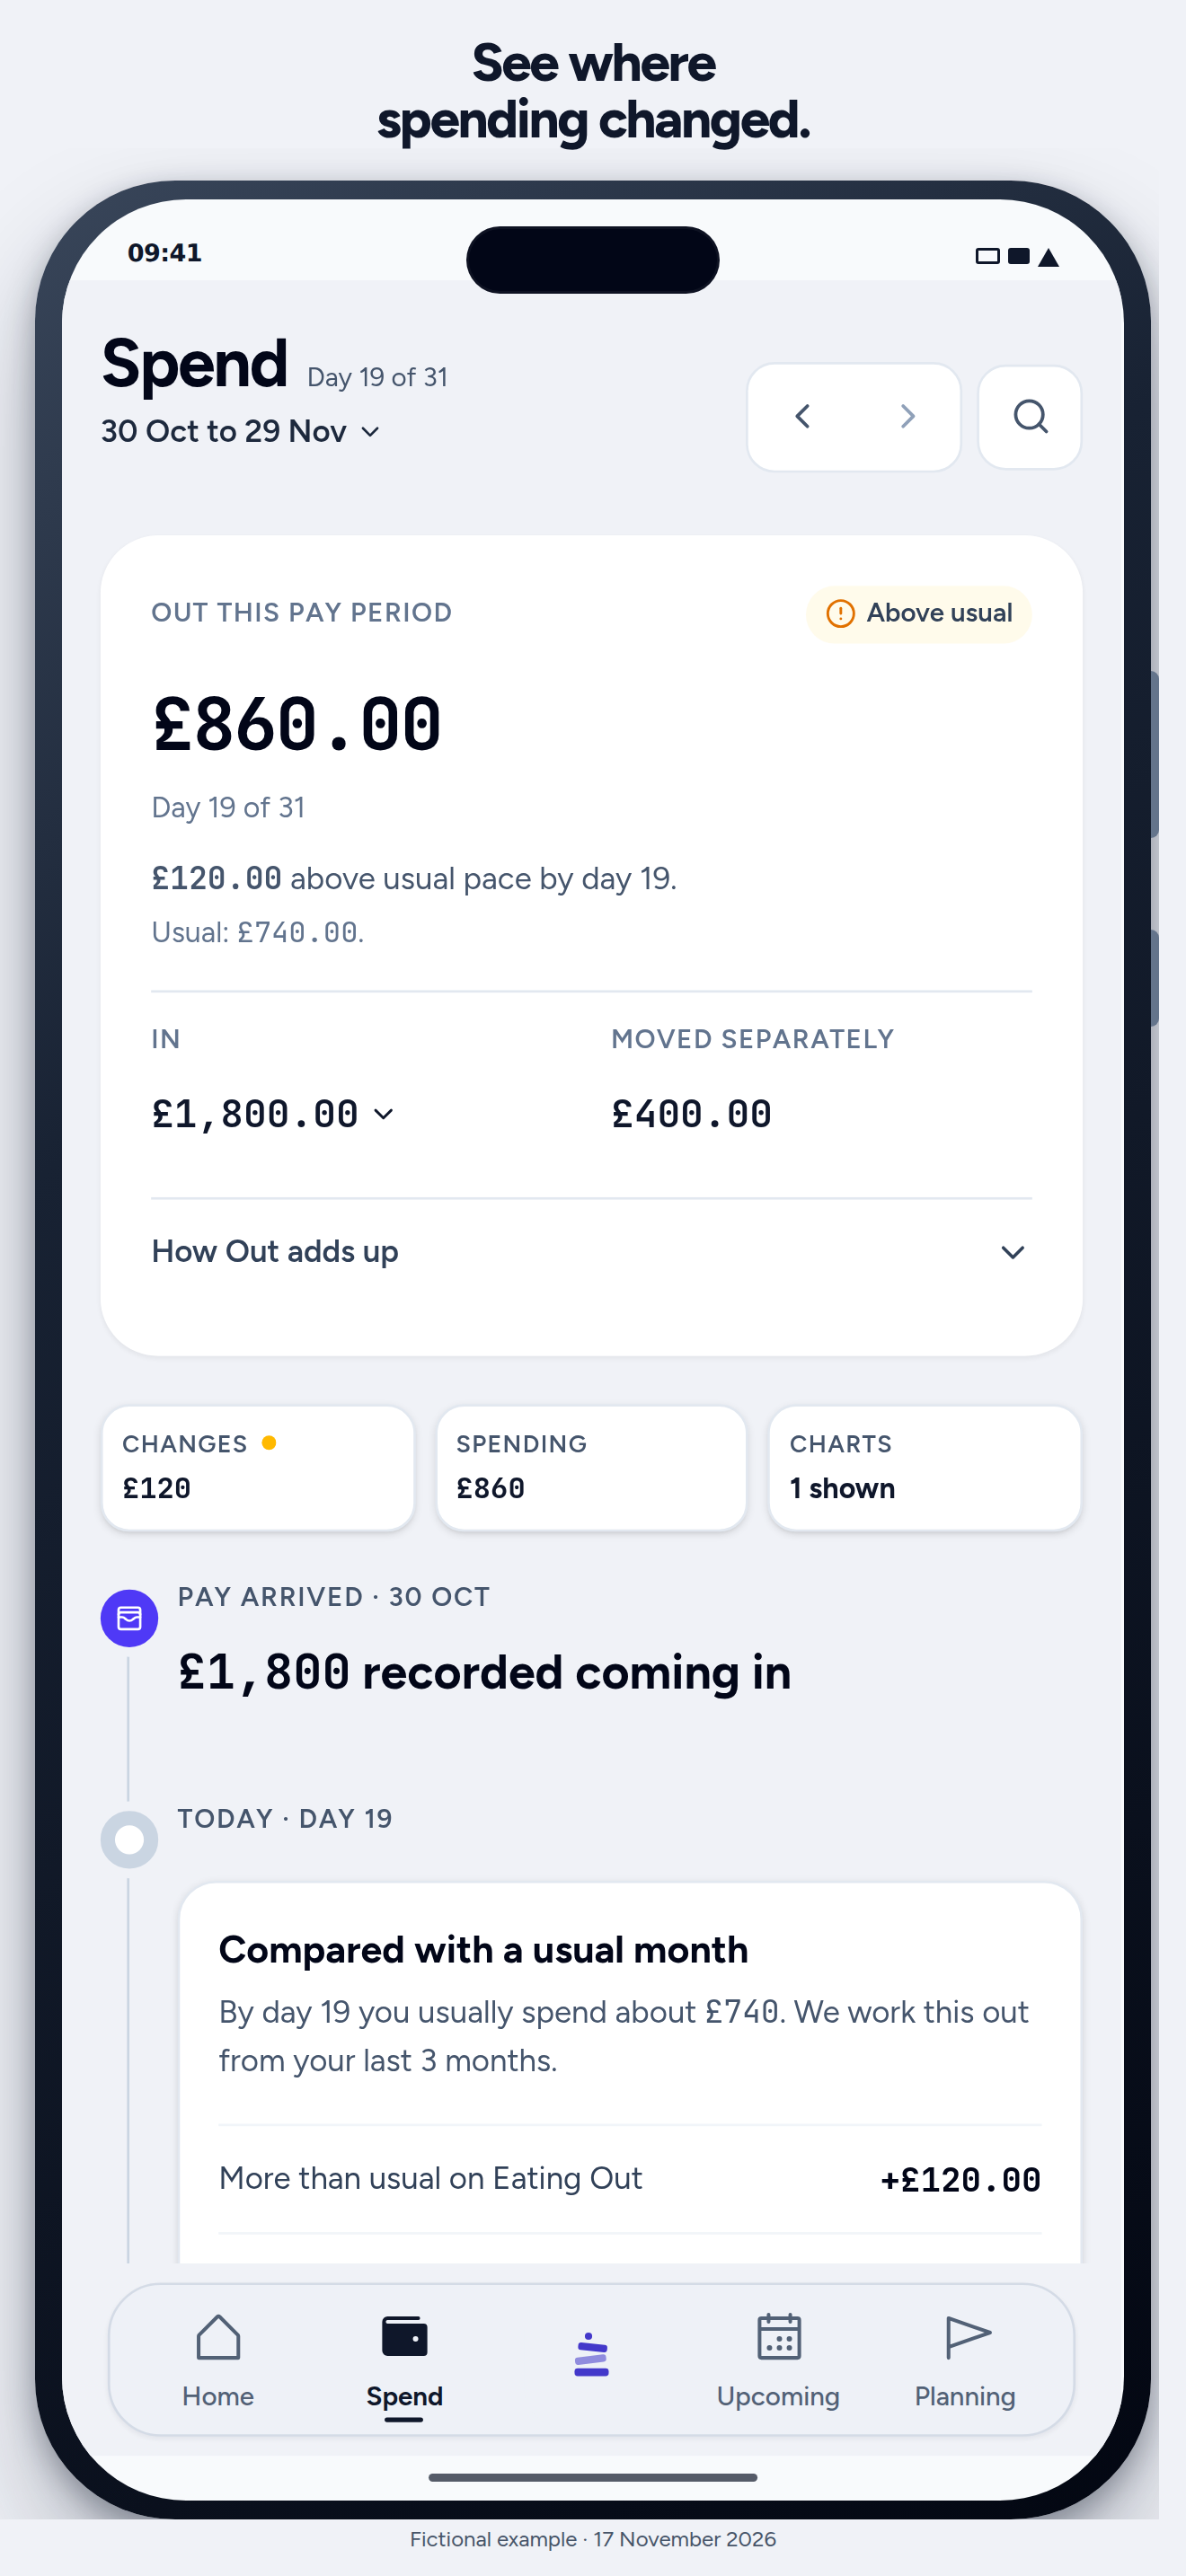 See where
spending changed.
09:41
Spend Day 19 of 31
30 Oct to 29 Nov
OUT THIS PAY PERIOD
Above usual
£860.00
Day 19 of 31
£120.00 above usual pace by day 19.
Usual: £740.00.
IN
MOVED SEPARATELY
£1,800.00
£400.00
How Out adds up
CHANGES
£120
SPENDING
£860
CHARTS
1 shown
PAY ARRIVED · 30 OCT
£1,800 recorded coming in
TODAY · DAY 19
Compared with a usual month
By day 19 you usually spend about £740. We work this out
from your last 3 months.
More than usual on Eating Out
+£120.00
Home
Spend
Upcoming
Planning
Fictional example · 17 November 2026